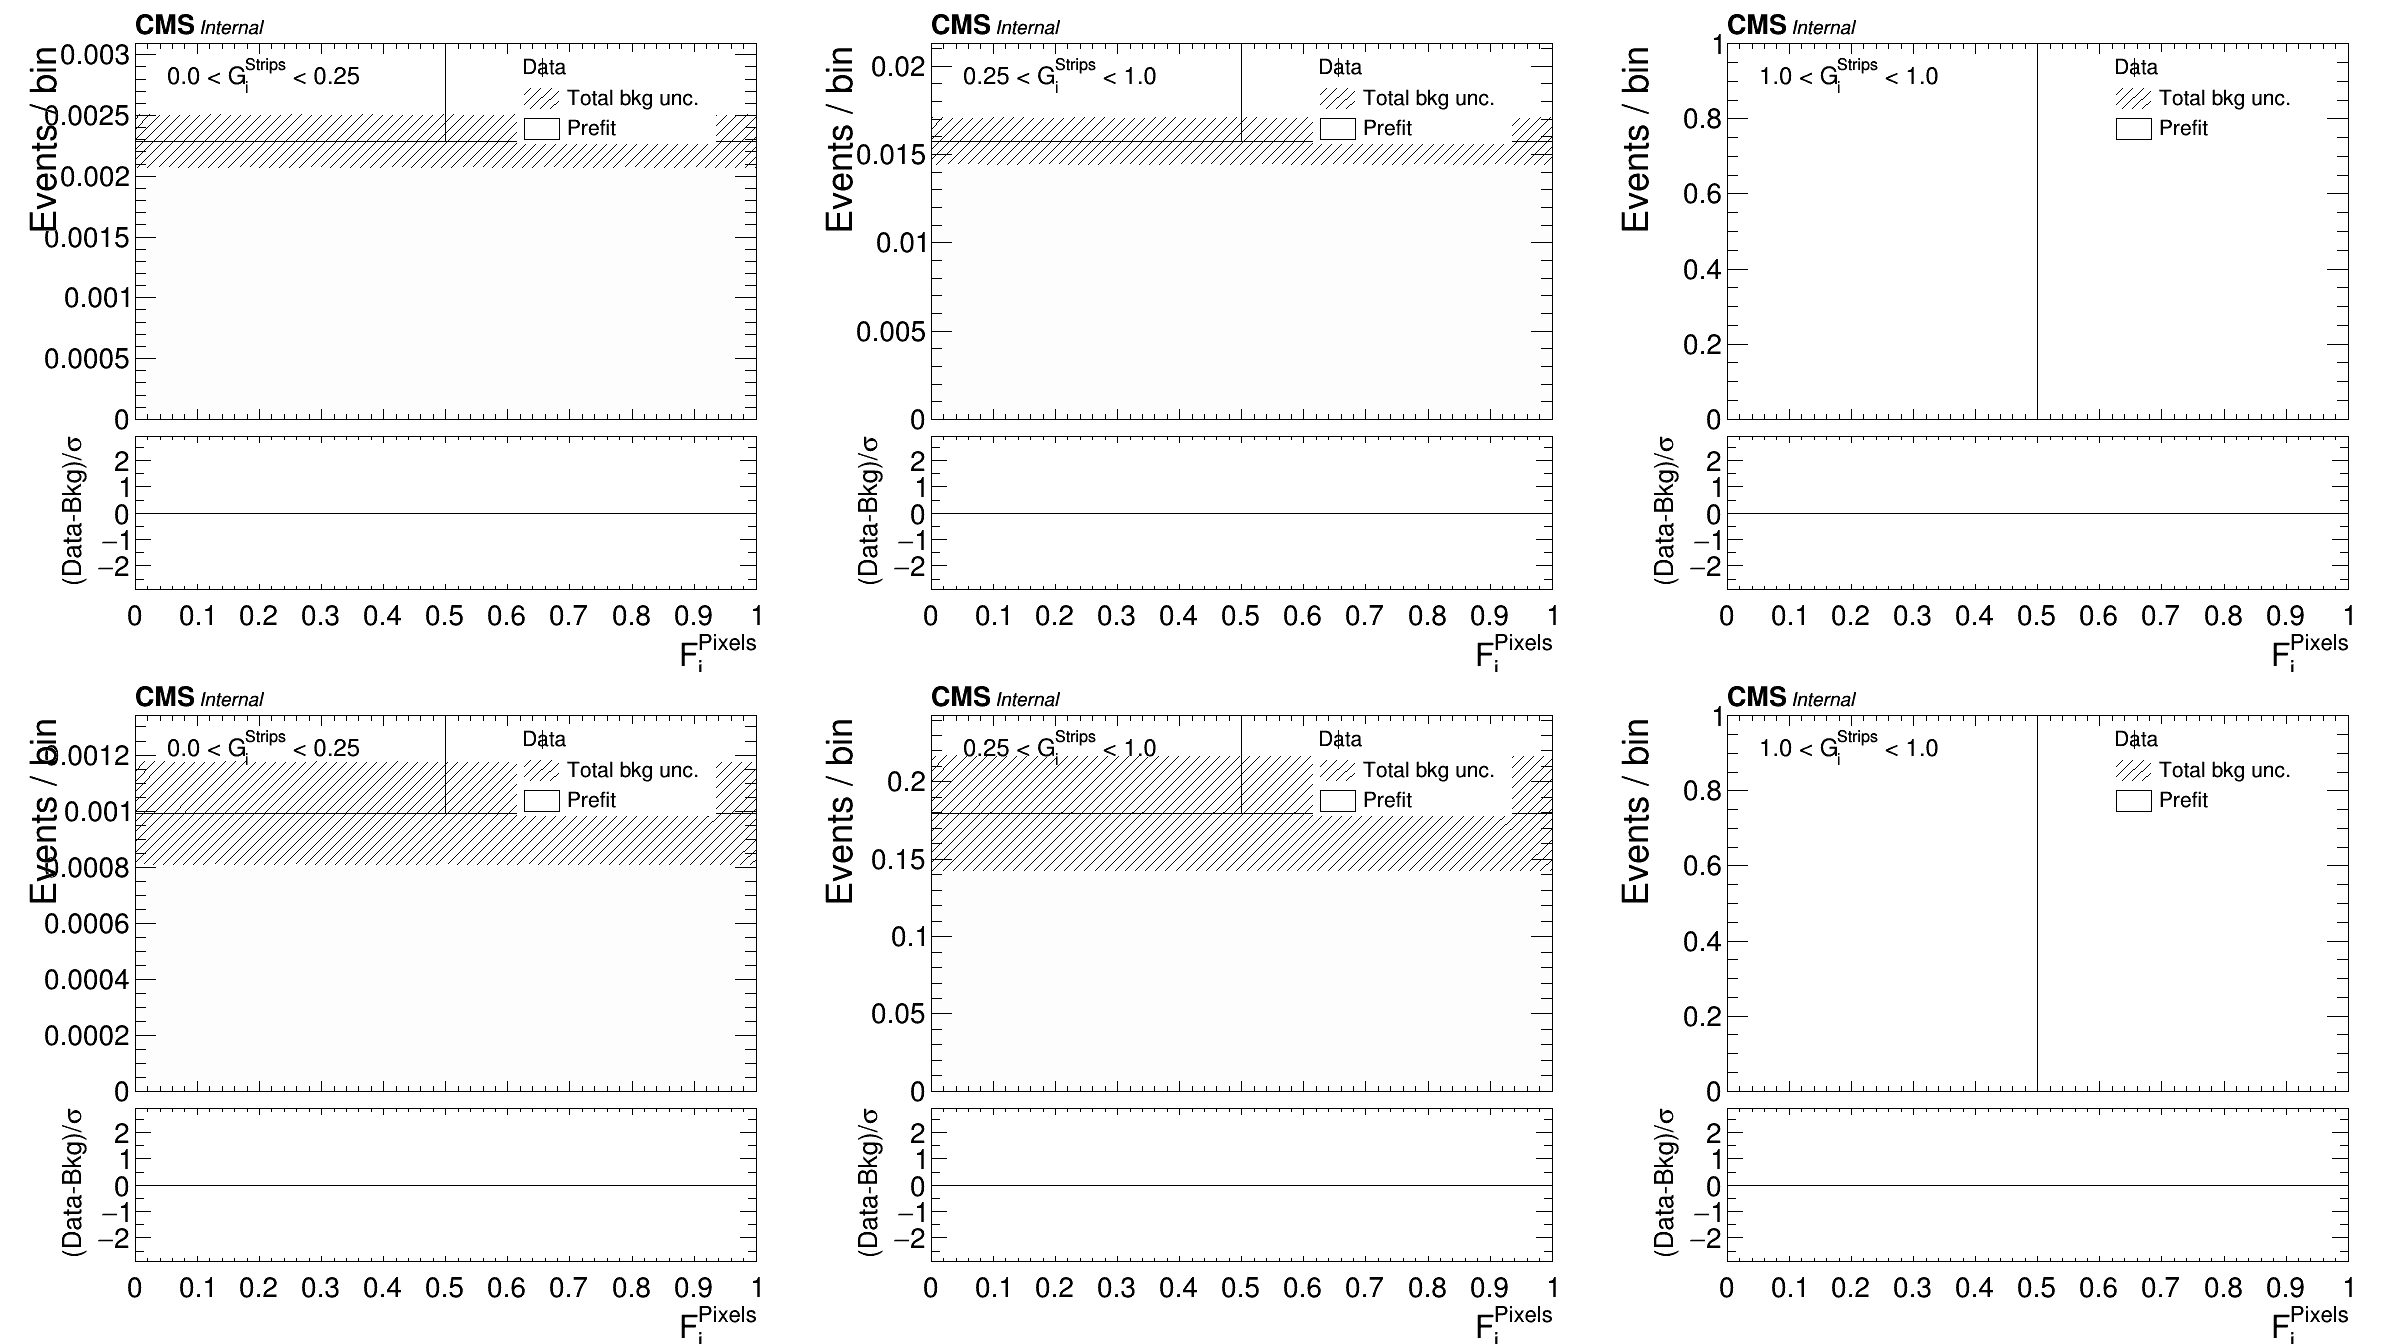 CMS Internal
Events / bin
0.0 < G_i^Strips < 0.25
Data
Total bkg unc.
Prefit
0.003
0.0025
0.002
0.0015
0.001
0.0005
0
(Data-Bkg)/σ
2
1
0
−1
−2
0 0.1 0.2 0.3 0.4 0.5 0.6 0.7 0.8 0.9 1
F_i^Pixels
CMS Internal
Events / bin
0.25 < G_i^Strips < 1.0
Data
Total bkg unc.
Prefit
0.02
0.015
0.01
0.005
0
(Data-Bkg)/σ
2
1
0
−1
−2
0 0.1 0.2 0.3 0.4 0.5 0.6 0.7 0.8 0.9 1
F_i^Pixels
CMS Internal
Events / bin
1.0 < G_i^Strips < 1.0
Data
Total bkg unc.
Prefit
1
0.8
0.6
0.4
0.2
0
(Data-Bkg)/σ
2
1
0
−1
−2
0 0.1 0.2 0.3 0.4 0.5 0.6 0.7 0.8 0.9 1
F_i^Pixels
CMS Internal
Events / bin
0.0 < G_i^Strips < 0.25
Data
Total bkg unc.
Prefit
0.0012
0.001
0.0008
0.0006
0.0004
0.0002
0
(Data-Bkg)/σ
2
1
0
−1
−2
0 0.1 0.2 0.3 0.4 0.5 0.6 0.7 0.8 0.9 1
F_i^Pixels
CMS Internal
Events / bin
0.25 < G_i^Strips < 1.0
Data
Total bkg unc.
Prefit
0.2
0.15
0.1
0.05
0
(Data-Bkg)/σ
2
1
0
−1
−2
0 0.1 0.2 0.3 0.4 0.5 0.6 0.7 0.8 0.9 1
F_i^Pixels
CMS Internal
Events / bin
1.0 < G_i^Strips < 1.0
Data
Total bkg unc.
Prefit
1
0.8
0.6
0.4
0.2
0
(Data-Bkg)/σ
2
1
0
−1
−2
0 0.1 0.2 0.3 0.4 0.5 0.6 0.7 0.8 0.9 1
F_i^Pixels